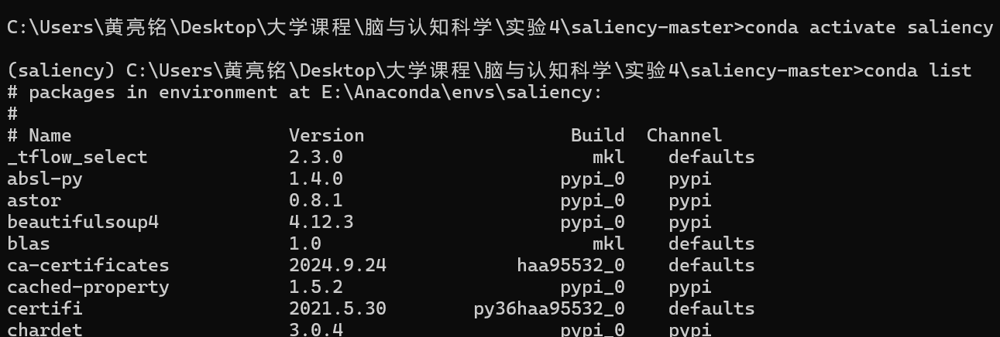 C:\Users\黄亮铭\Desktop\大学课程\脑与认知科学\实验4\saliency-master>conda activate saliency
(saliency) C:\Users\黄亮铭\Desktop\大学课程\脑与认知科学\实验4\saliency-master>conda list
# packages in environment at E:\Anaconda\envs\saliency:
#
# Name                    Version                   Build  Channel
_tflow_select             2.3.0                       mkl    defaults
absl-py                   1.4.0                    pypi_0    pypi
astor                     0.8.1                    pypi_0    pypi
beautifulsoup4            4.12.3                   pypi_0    pypi
blas                      1.0                         mkl    defaults
ca-certificates           2024.9.24            haa95532_0    defaults
cached-property           1.5.2                    pypi_0    pypi
certifi                   2021.5.30        py36haa95532_0    defaults
chardet                   3.0.4                    pypi_0    pypi